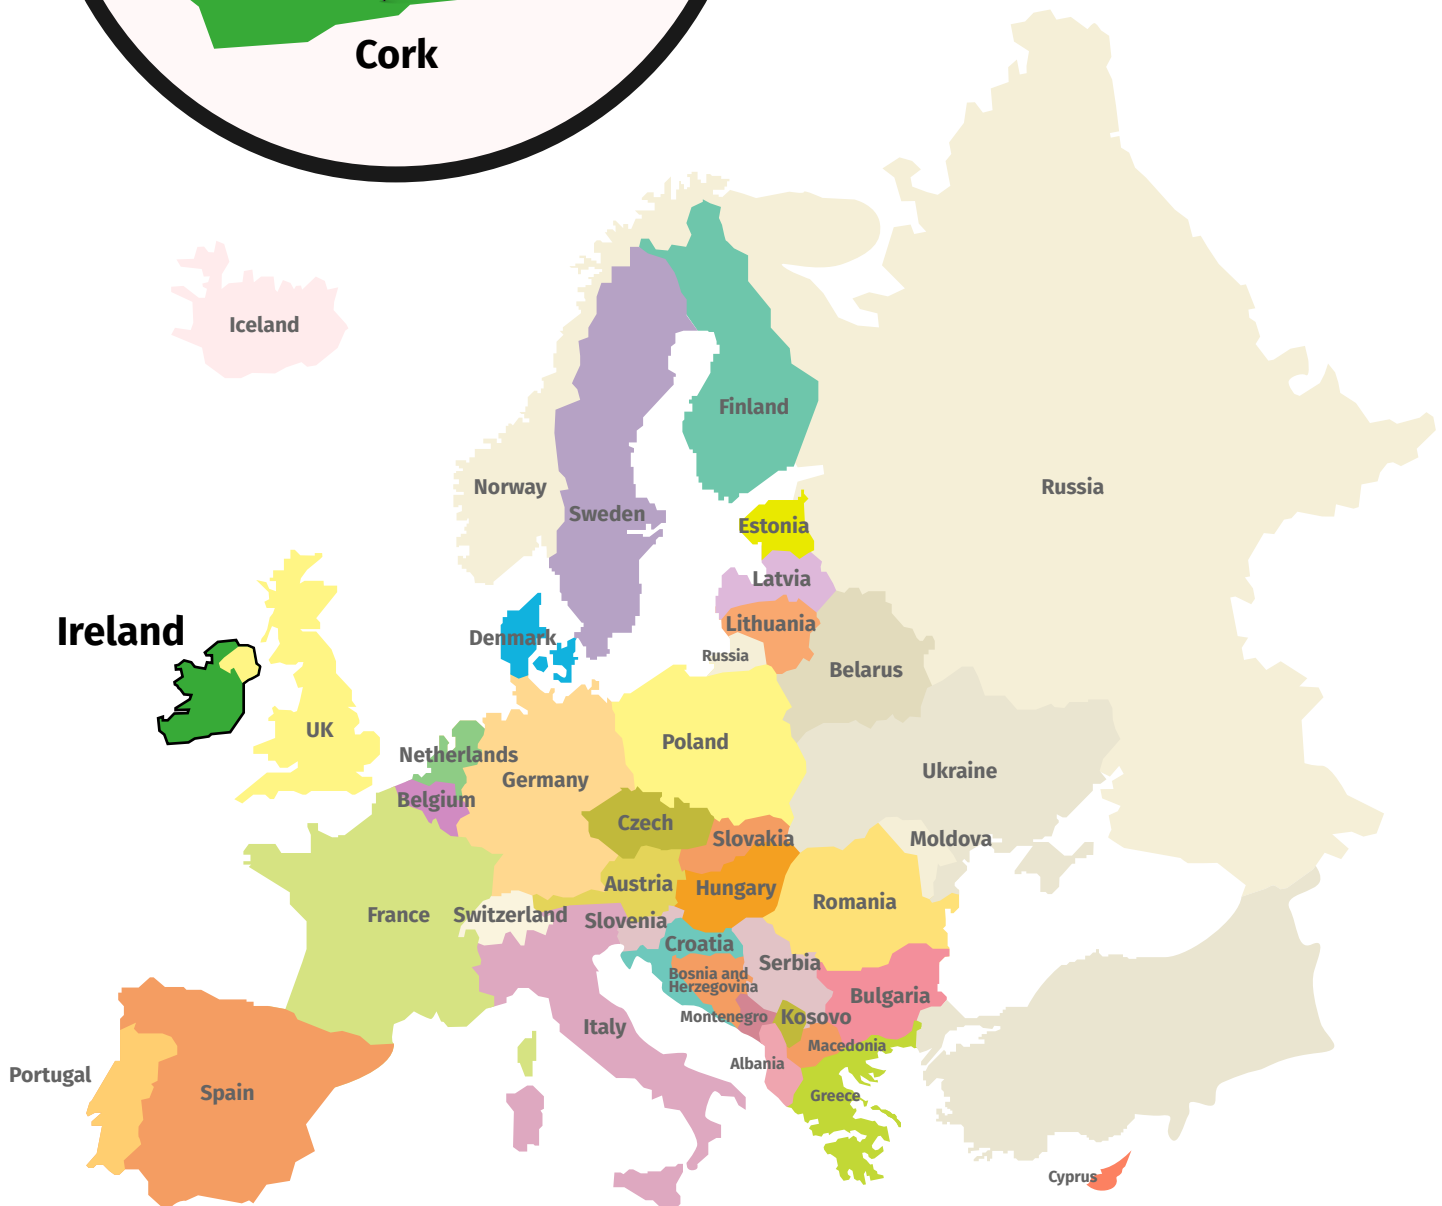 Cork
Iceland
Finland
Norway
Russia
Sweden
Estonia
Latvia
Lithuania
Ireland
Denmark
Russia
Belarus
UK
Poland
Netherlands
Ukraine
Germany
Belgium
Czech
Slovakia
Moldova
Austria
Hungary
Romania
France
Switzerland
Slovenia
Croatia
Serbia
Bosnia and
Herzegovina
Bulgaria
Montenegro
Kosovo
Italy
Macedonia
Albania
Portugal
Spain
Greece
Cyprus